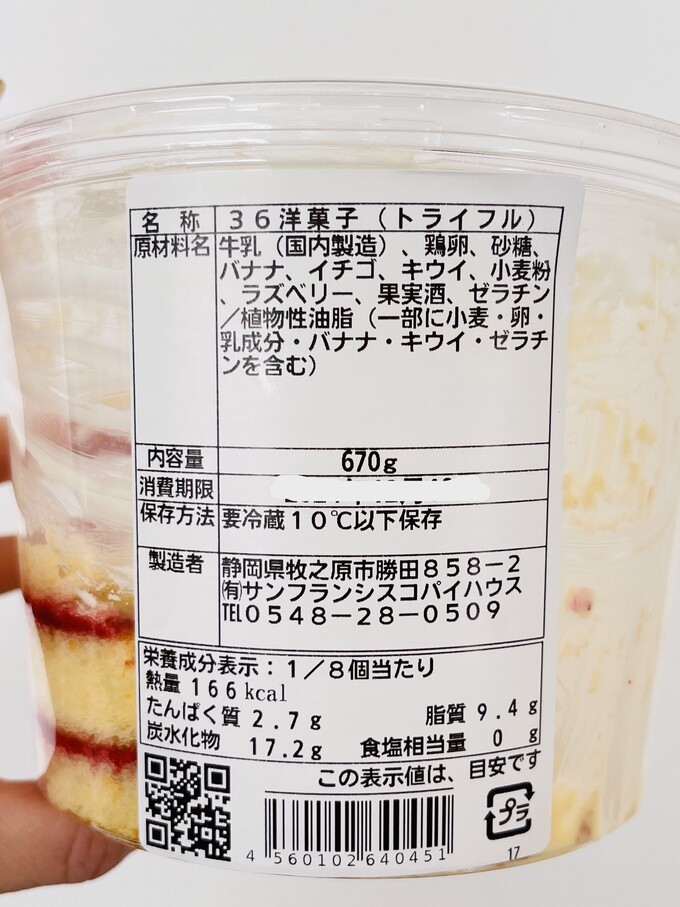 名 称 ３６洋菓子（トライフル）
原材料名 牛乳（国内製造）、鶏卵、砂糖、
バナナ、イチゴ、キウイ、小麦粉
、ラズベリー、果実酒、ゼラチン
／植物性油脂（一部に小麦・卵・
乳成分・バナナ・キウイ・ゼラチ
ンを含む）
内容量 670g
消費期限
保存方法 要冷蔵１０℃以下保存
製造者 静岡県牧之原市勝田８５８－２
㈲サンフランシスコパイハウス
℡０５４８－２８－０５０９
栄養成分表示：１／８個当たり
熱量 166kcal
たんぱく質 2.7g 脂質 9.4g
炭水化物 17.2g 食塩相当量 0 g
この表示値は、目安です
プラ
4 560102 640451
17